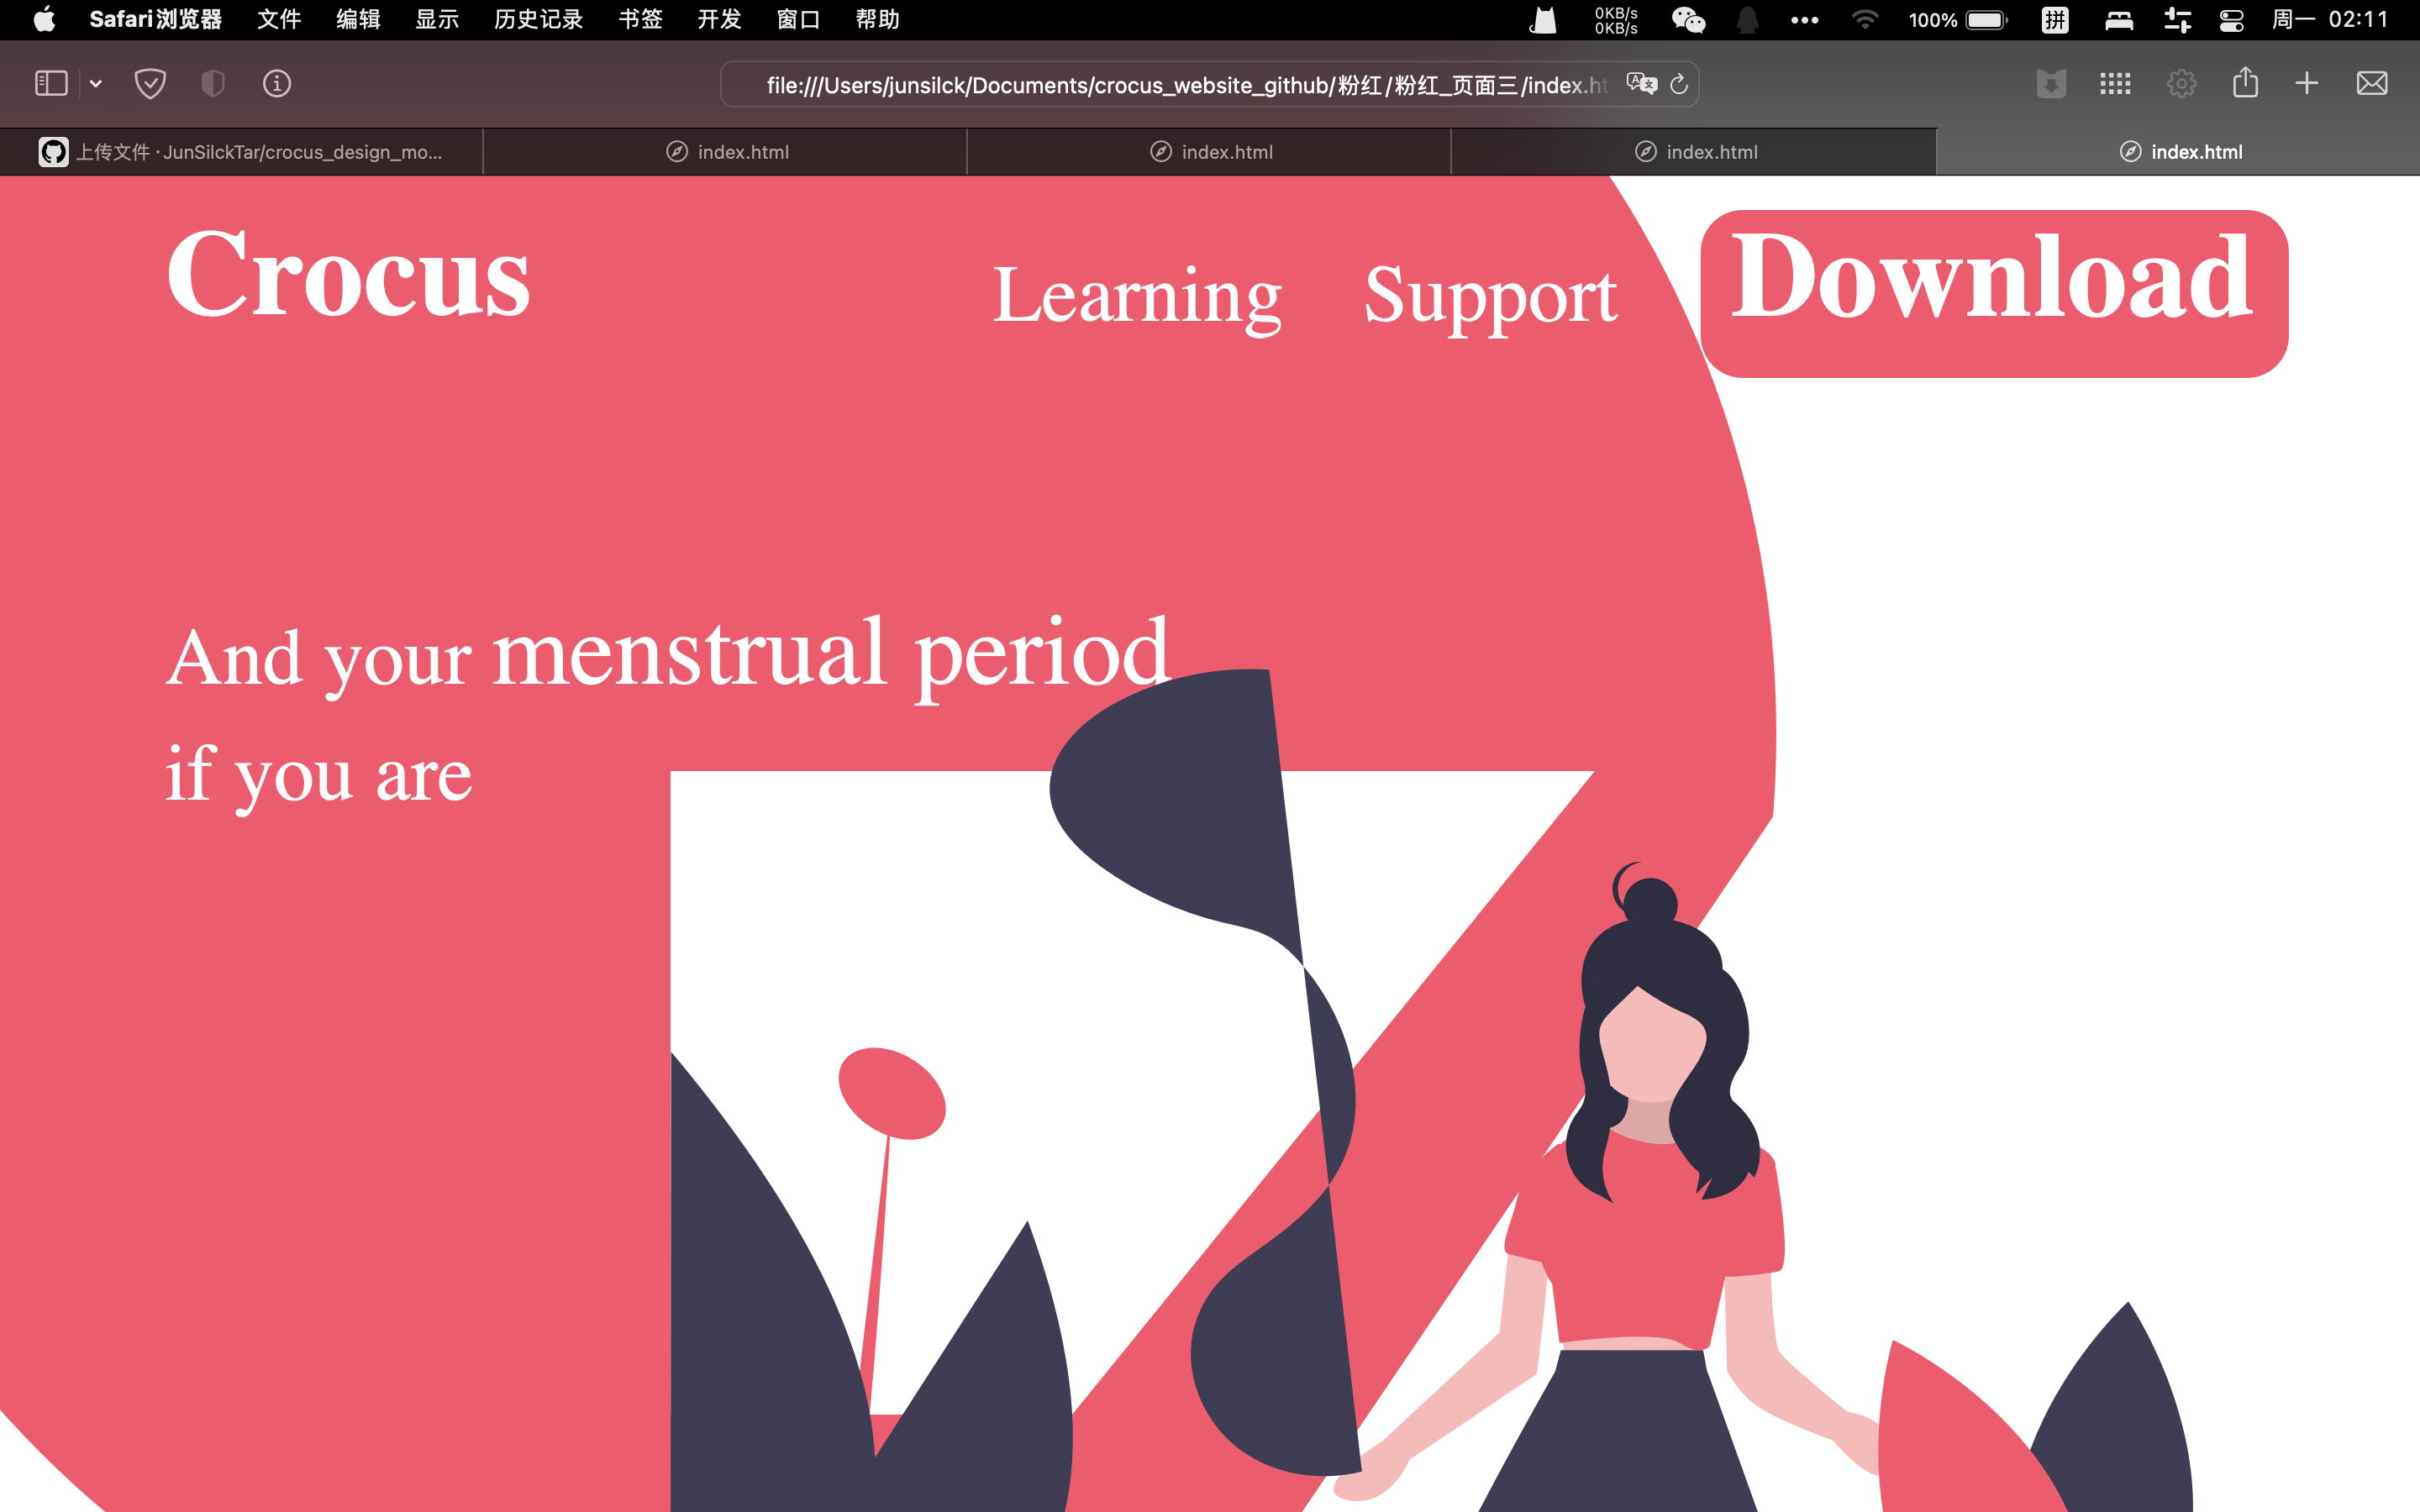 Safari浏览器 文件 编辑 显示 历史记录 书签 开发 窗口 帮助 0KB/s 100% 拼 周一 02:11
0KB/s
file:///Users/junsilck/Documents/crocus_website_github/粉红/粉红_页面三/index.ht
上传文件 · JunSilckTar/crocus_design_mo... index.html index.html index.html index.html
Crocus Learning Support Download
And your menstrual period
if you are